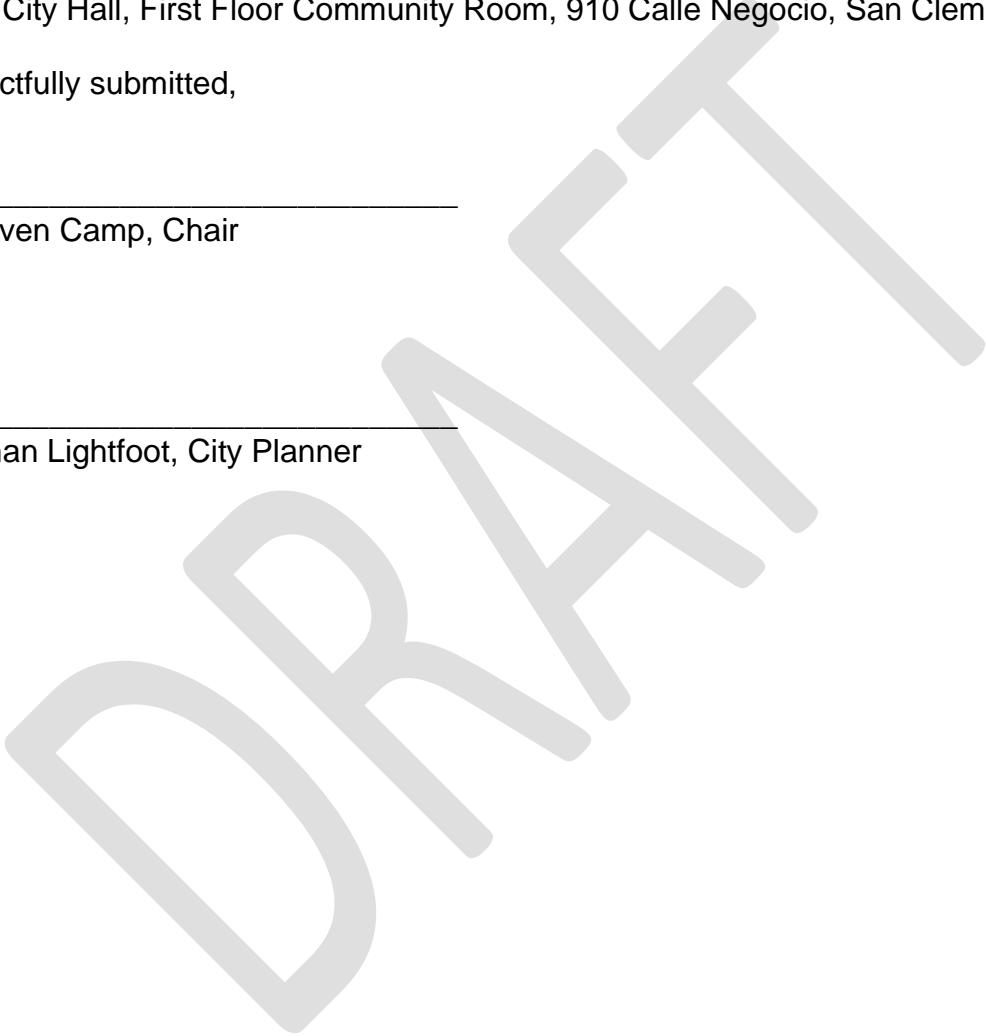 City Hall, First Floor Community Room, 910 Calle Negocio, San Clem
ctfully submitted,
ven Camp, Chair
an Lightfoot, City Planner
DRAFT